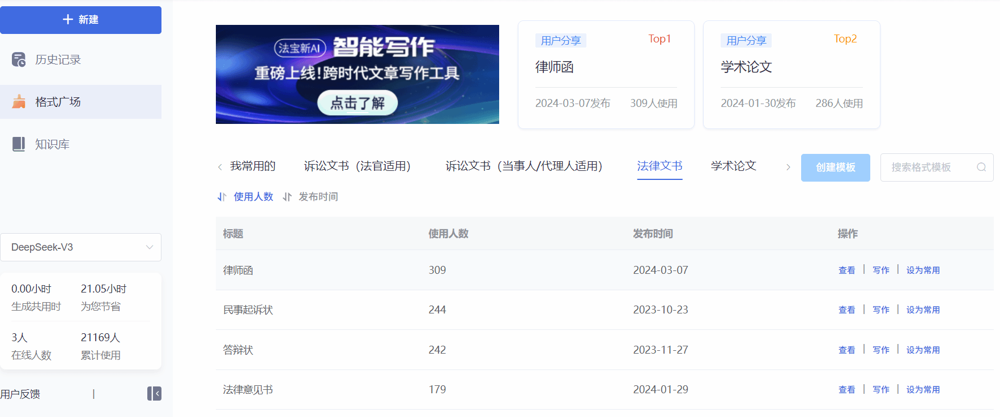 新建
历史记录
格式广场
知识库
DeepSeek-V3
0.00小时 21.05小时
生成共用时 为您节省
3人 21169人
在线人数 累计使用
用户反馈 |
法宝新AI 智能写作
重磅上线!跨时代文章写作工具
点击了解
用户分享 Top1
律师函
2024-03-07发布 309人使用
用户分享 Top2
学术论文
2024-01-30发布 286人使用
我常用的 诉讼文书（法官适用） 诉讼文书（当事人/代理人适用） 法律文书 学术论文 创建模板 搜索格式模板
使用人数 发布时间
标题 使用人数 发布时间 操作
律师函 309 2024-03-07 查看 | 写作 | 设为常用
民事起诉状 244 2023-10-23 查看 | 写作 | 设为常用
答辩状 242 2023-11-27 查看 | 写作 | 设为常用
法律意见书 179 2024-01-29 查看 | 写作 | 设为常用